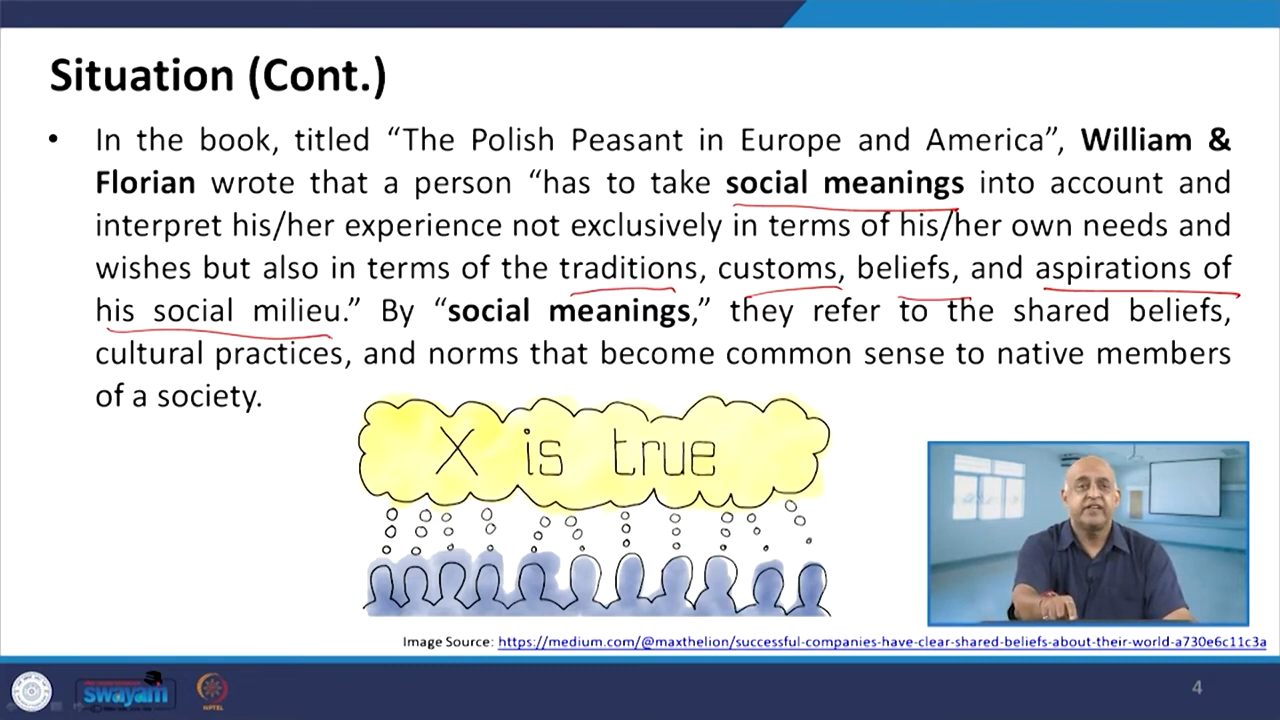 Situation (Cont.)
• In the book, titled “The Polish Peasant in Europe and America”, William &
Florian wrote that a person “has to take social meanings into account and
interpret his/her experience not exclusively in terms of his/her own needs and
wishes but also in terms of the traditions, customs, beliefs, and aspirations of
his social milieu.” By “social meanings,” they refer to the shared beliefs,
cultural practices, and norms that become common sense to native members
of a society.
X is true
Image Source: https://medium.com/@maxthelion/successful-companies-have-clear-shared-beliefs-about-their-world-a730e6c11c3a
swayam
NPTEL
4